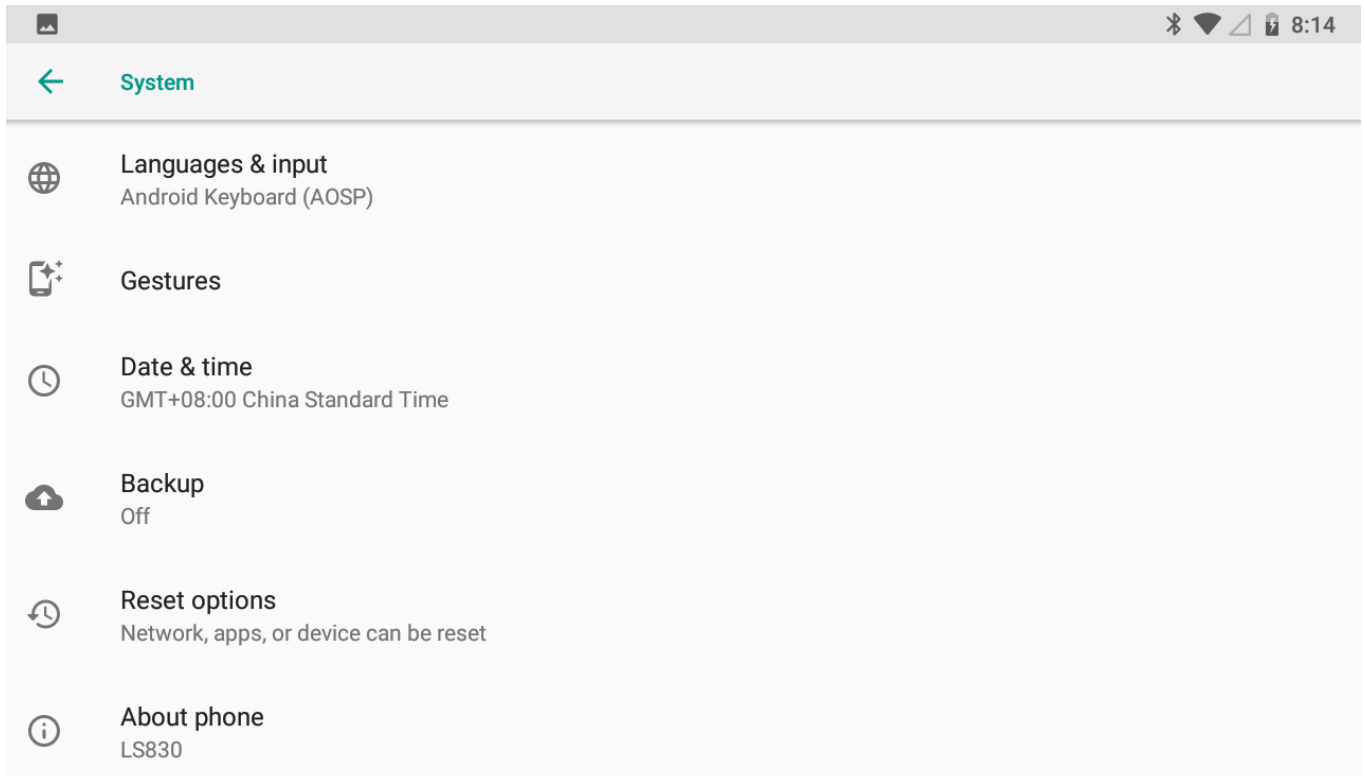 8:14
System
Languages & input
Android Keyboard (AOSP)
Gestures
Date & time
GMT+08:00 China Standard Time
Backup
Off
Reset options
Network, apps, or device can be reset
About phone
LS830